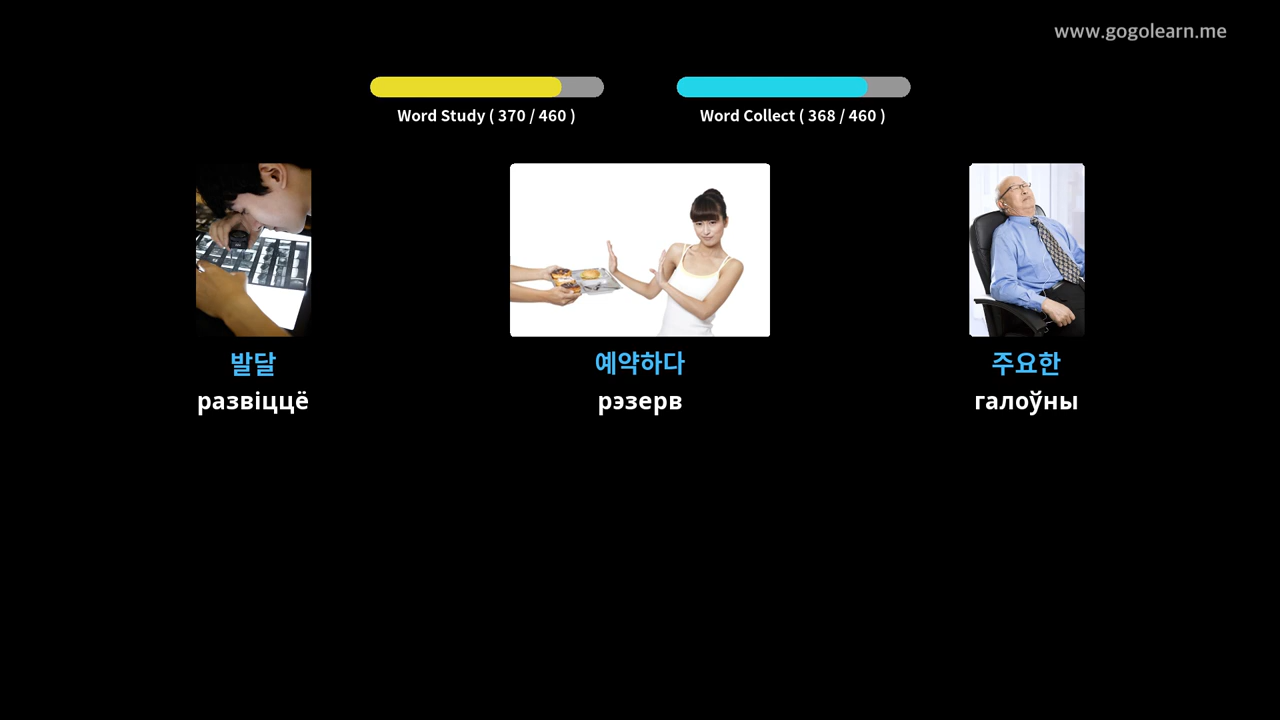 www.gogolearn.me
Word Study ( 370 / 460 )
Word Collect ( 368 / 460 )
발달
예약하다
주요한
развіццё
рэзерв
галоўны